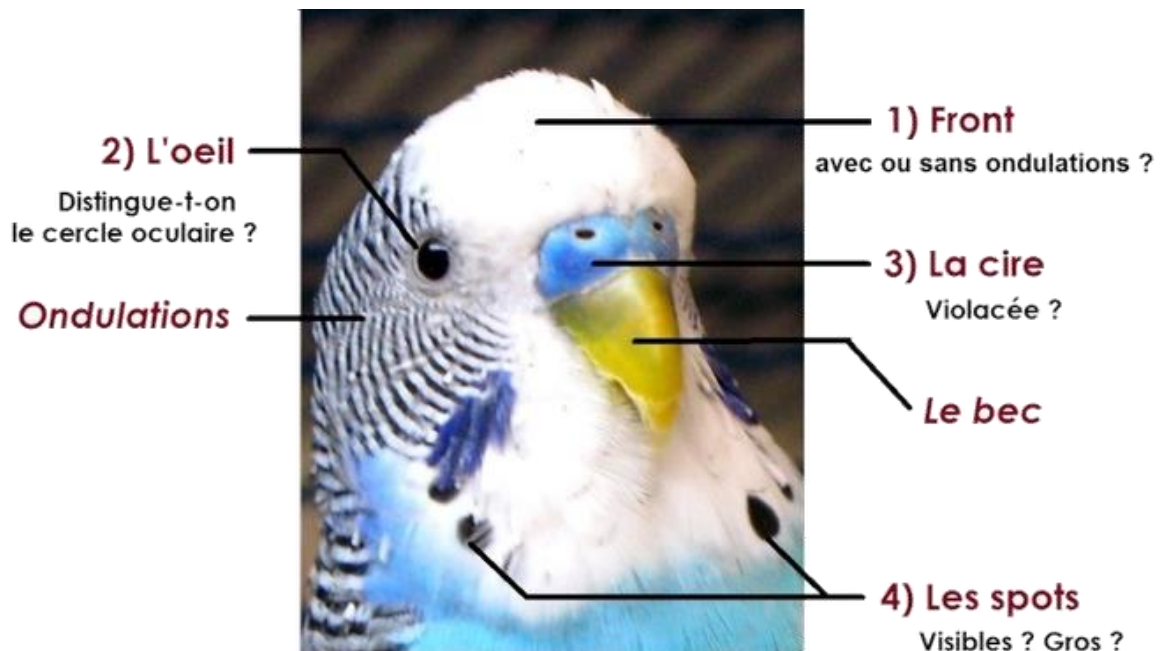 1) Front
avec ou sans ondulations ?
2) L'oeil
Distingue-t-on
le cercle oculaire ?
3) La cire
Violacée ?
Ondulations
Le bec
4) Les spots
Visibles ? Gros ?